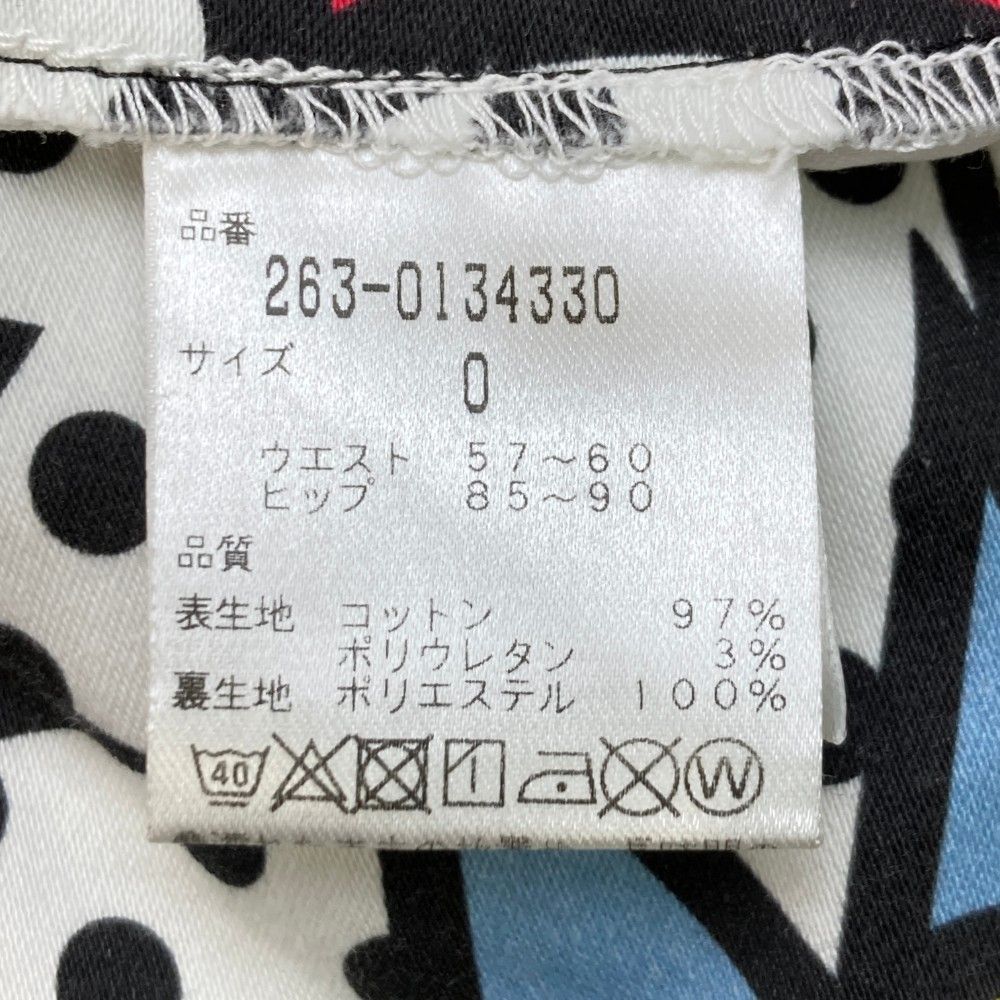 品番
263-0134330
サイズ 0
ウエスト 57～60
ヒップ 85～90
品質
表生地 コットン 97%
ポリウレタン 3%
裏生地 ポリエステル 100%
40 1 W